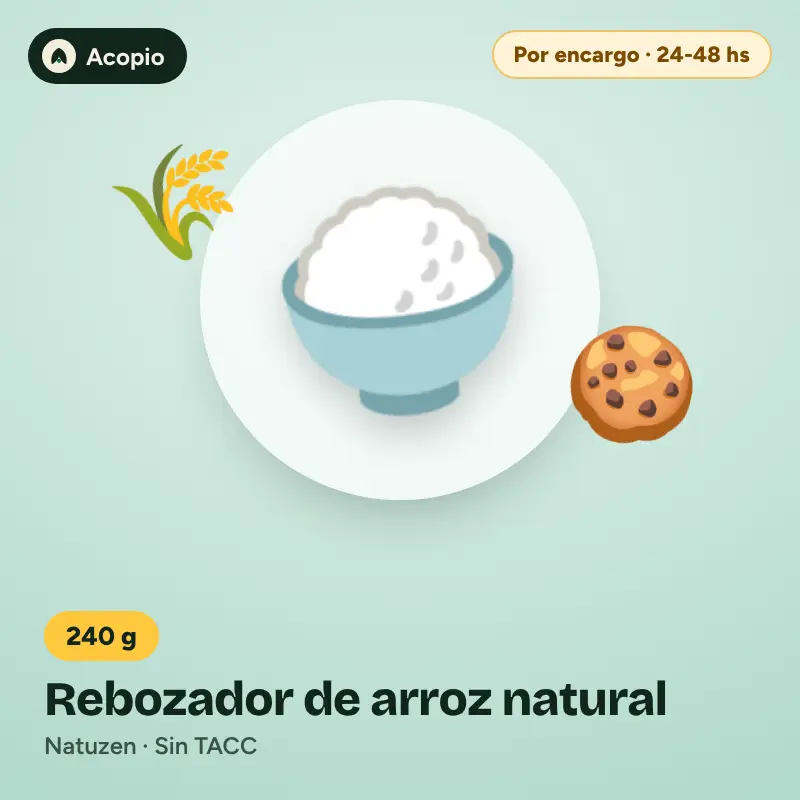 Acopio
Por encargo · 24-48 hs
240 g
Rebozador de arroz natural
Natuzen · Sin TACC